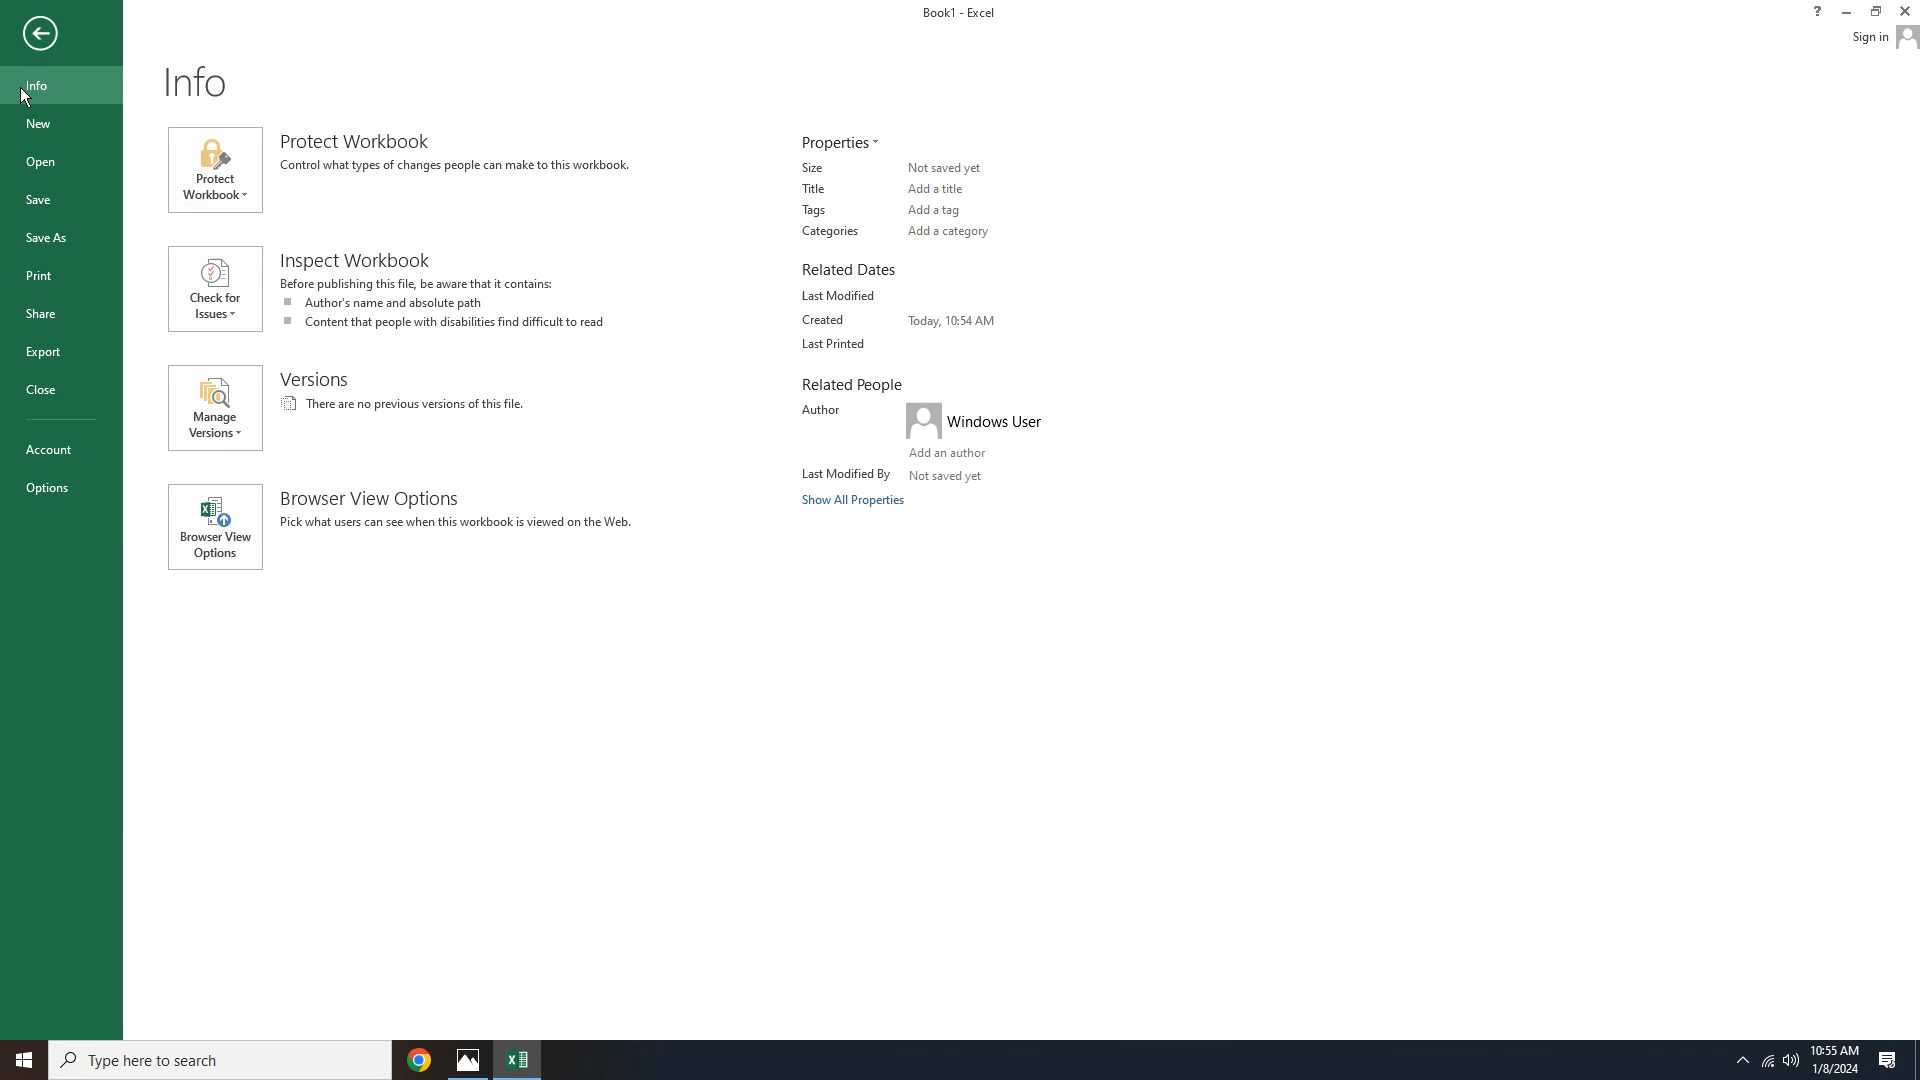 Book1 - Excel
?
Sign in
Info
New
Open
Save
Save As
Print
Share
Export
Close
Account
Options
Info
Protect Workbook
Protect Workbook
Control what types of changes people can make to this workbook.
Check for Issues
Inspect Workbook
Before publishing this file, be aware that it contains:
Author's name and absolute path
Content that people with disabilities find difficult to read
Manage Versions
Versions
There are no previous versions of this file.
Browser View Options
Browser View Options
Pick what users can see when this workbook is viewed on the Web.
Properties
Size Not saved yet
Title Add a title
Tags Add a tag
Categories Add a category
Related Dates
Last Modified
Created Today, 10:54 AM
Last Printed
Related People
Author Windows User
Add an author
Last Modified By Not saved yet
Show All Properties
Type here to search
10:55 AM
1/8/2024